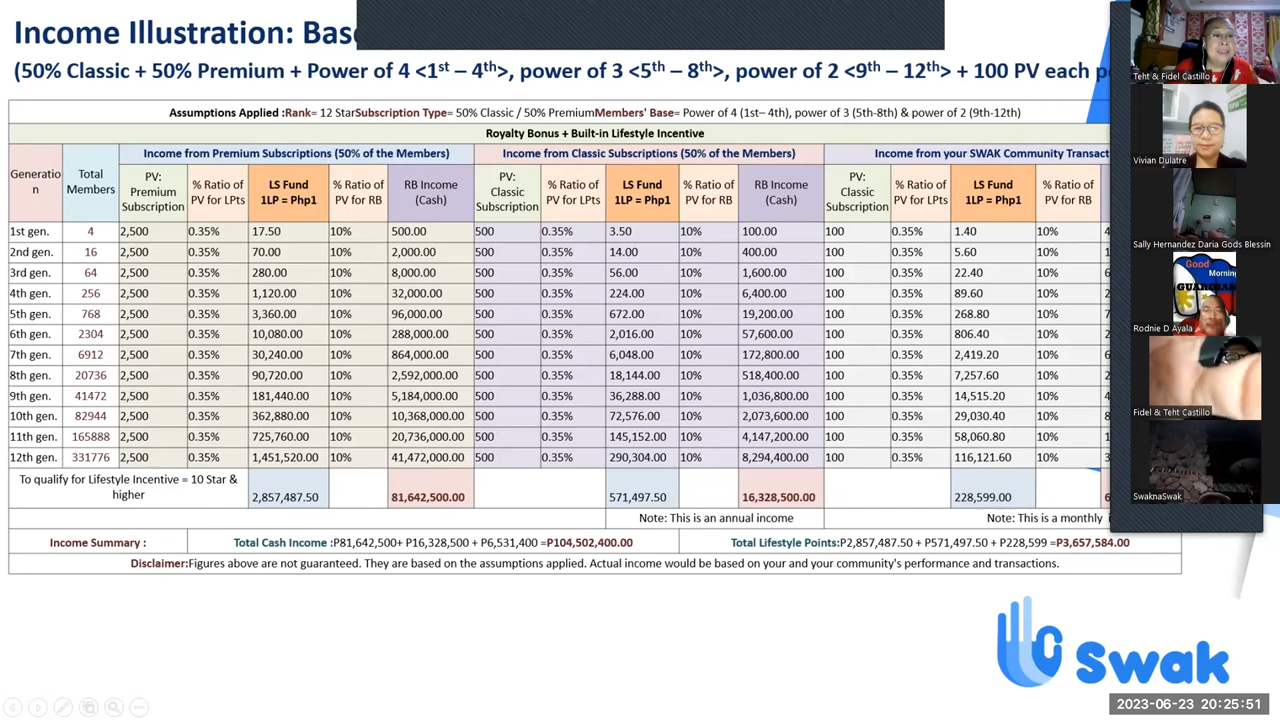 Income Illustration: Base
(50% Classic + 50% Premium + Power of 4 <1st – 4th>, power of 3 <5th – 8th>, power of 2 <9th – 12th> + 100 PV each
Assumptions Applied :Rank= 12 StarSubscription Type= 50% Classic / 50% PremiumMembers' Base= Power of 4 (1st– 4th), power of 3 (5th-8th) & power of 2 (9th-12th)
Royalty Bonus + Built-in Lifestyle Incentive
Income from Premium Subscriptions (50% of the Members) Income from Classic Subscriptions (50% of the Members) Income from your SWAK Community Transact
Generation Total Members PV: Premium Subscription % Ratio of PV for LPts LS Fund 1LP = Php1 % Ratio of PV for RB RB Income (Cash) PV: Classic Subscription % Ratio of PV for LPts LS Fund 1LP = Php1 % Ratio of PV for RB RB Income (Cash) PV: Classic Subscription % Ratio of PV for LPts LS Fund 1LP = Php1 % Ratio of PV for RB
1st gen. 4 2,500 0.35% 17.50 10% 500.00 500 0.35% 3.50 10% 100.00 100 0.35% 1.40 10% 4
2nd gen. 16 2,500 0.35% 70.00 10% 2,000.00 500 0.35% 14.00 10% 400.00 100 0.35% 5.60 10% 1
3rd gen. 64 2,500 0.35% 280.00 10% 8,000.00 500 0.35% 56.00 10% 1,600.00 100 0.35% 22.40 10% 6
4th gen. 256 2,500 0.35% 1,120.00 10% 32,000.00 500 0.35% 224.00 10% 6,400.00 100 0.35% 89.60 10% 2
5th gen. 768 2,500 0.35% 3,360.00 10% 96,000.00 500 0.35% 672.00 10% 19,200.00 100 0.35% 268.80 10% 7
6th gen. 2304 2,500 0.35% 10,080.00 10% 288,000.00 500 0.35% 2,016.00 10% 57,600.00 100 0.35% 806.40 10% 2
7th gen. 6912 2,500 0.35% 30,240.00 10% 864,000.00 500 0.35% 6,048.00 10% 172,800.00 100 0.35% 2,419.20 10% 6
8th gen. 20736 2,500 0.35% 90,720.00 10% 2,592,000.00 500 0.35% 18,144.00 10% 518,400.00 100 0.35% 7,257.60 10% 2
9th gen. 41472 2,500 0.35% 181,440.00 10% 5,184,000.00 500 0.35% 36,288.00 10% 1,036,800.00 100 0.35% 14,515.20 10% 4
10th gen. 82944 2,500 0.35% 362,880.00 10% 10,368,000.00 500 0.35% 72,576.00 10% 2,073,600.00 100 0.35% 29,030.40 10% 8
11th gen. 165888 2,500 0.35% 725,760.00 10% 20,736,000.00 500 0.35% 145,152.00 10% 4,147,200.00 100 0.35% 58,060.80 10% 1
12th gen. 331776 2,500 0.35% 1,451,520.00 10% 41,472,000.00 500 0.35% 290,304.00 10% 8,294,400.00 100 0.35% 116,121.60 10% 3
To qualify for Lifestyle Incentive = 10 Star & higher 2,857,487.50 81,642,500.00 571,497.50 16,328,500.00 228,599.00 6
Note: This is an annual income Note: This is a monthly
Income Summary : Total Cash Income :P81,642,500+ P16,328,500 + P6,531,400 =P104,502,400.00 Total Lifestyle Points:P2,857,487.50 + P571,497.50 + P228,599 =P3,657,584.00
Disclaimer:Figures above are not guaranteed. They are based on the assumptions applied. Actual income would be based on your and your community's performance and transactions.
Swak
Teht & Fidel Castillo
Vivian Dulatre
Sally Hernandez Daria Gods Blessin
Good
Morning
GUARDIAN
Rodnie D Ayala
Fidel & Teht Castillo
SwaknaSwak
2023-06-23 20:25:51